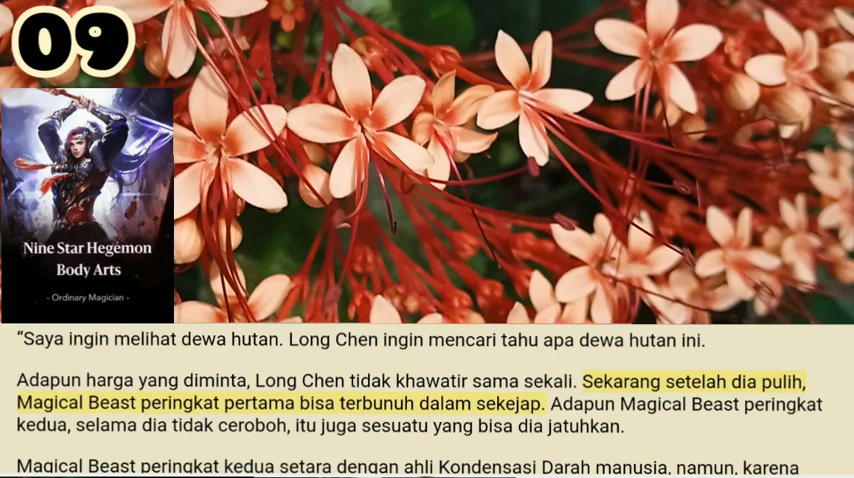 09
Nine Star Hegemon
Body Arts
- Ordinary Magician -
“Saya ingin melihat dewa hutan. Long Chen ingin mencari tahu apa dewa hutan ini.
Adapun harga yang diminta, Long Chen tidak khawatir sama sekali. Sekarang setelah dia pulih,
Magical Beast peringkat pertama bisa terbunuh dalam sekejap. Adapun Magical Beast peringkat
kedua, selama dia tidak ceroboh, itu juga sesuatu yang bisa dia jatuhkan.
Magical Beast peringkat kedua setara dengan ahli Kondensasi Darah manusia, namun, karena